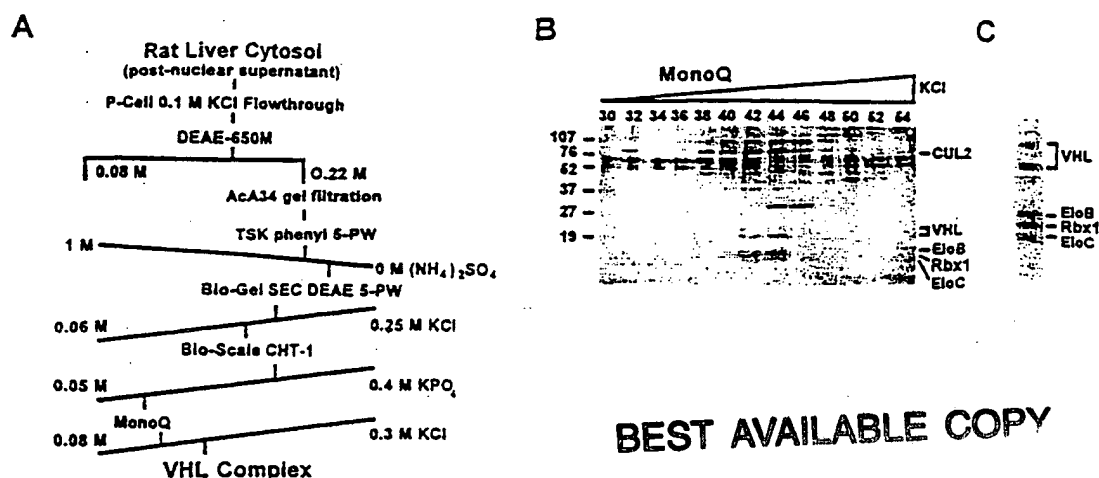 A
Rat Liver Cytosol
(post-nuclear supernatant)
P-Cell 0.1 M KCl Flowthrough
DEAE-650M
0.08 M
0.22 M
AcA34 gel filtration
TSK phenyl 5-PW
1 M
0 M (NH4)2SO4
Bio-Gel SEC DEAE 5-PW
0.06 M
0.25 M KCl
Bio-Scale CHT-1
0.05 M
0.4 M KPO4
MonoQ
0.08 M
0.3 M KCl
VHL Complex
B
MonoQ
KCl
30 32 34 36 38 40 42 44 46 48 50 52 54
107
76
52
37
27
19
CUL2
VHL
EloB
Rbx1
EloC
C
VHL
EloB
Rbx1
EloC
BEST AVAILABLE COPY